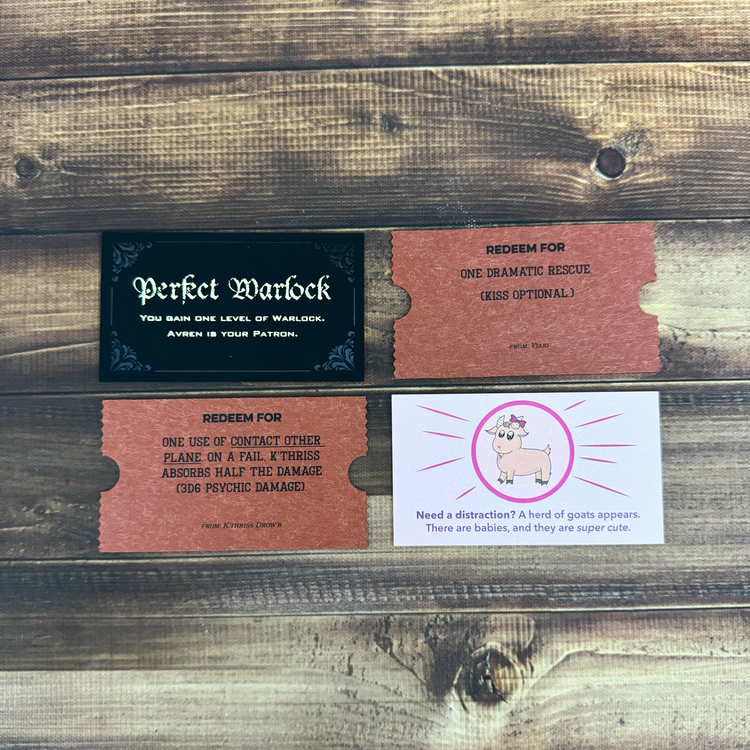 Perfect Warlock
You gain one level of Warlock.
Avren is your Patron.
REDEEM FOR
ONE DRAMATIC RESCUE.
(KISS OPTIONAL.)
FROM: VIARI
REDEEM FOR
ONE USE OF CONTACT OTHER
PLANE. ON A FAIL, K'THRISS
ABSORBS HALF THE DAMAGE
(3D6 PSYCHIC DAMAGE).
FROM: K'THRISS DROW'B
Need a distraction? A herd of goats appears.
There are babies, and they are super cute.